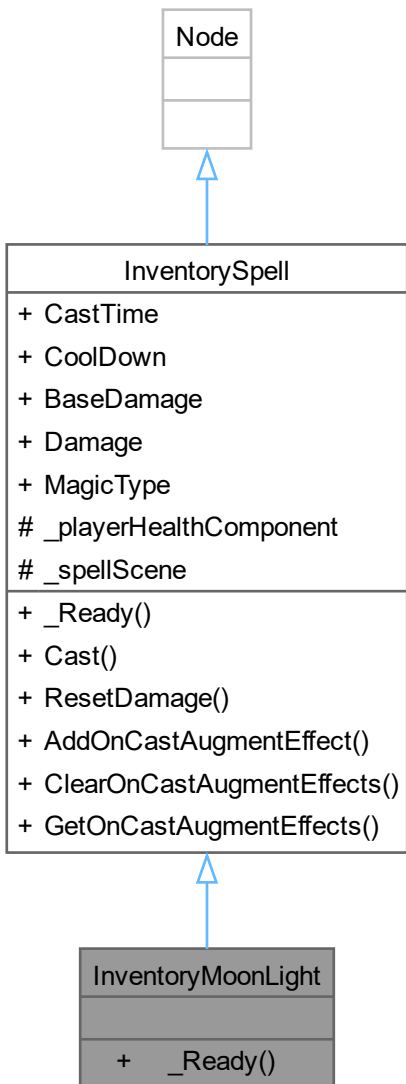 Node
InventorySpell
+ CastTime
+ CoolDown
+ BaseDamage
+ Damage
+ MagicType
# _playerHealthComponent
# _spellScene
+ _Ready()
+ Cast()
+ ResetDamage()
+ AddOnCastAugmentEffect()
+ ClearOnCastAugmentEffects()
+ GetOnCastAugmentEffects()
InventoryMoonLight
+ _Ready()